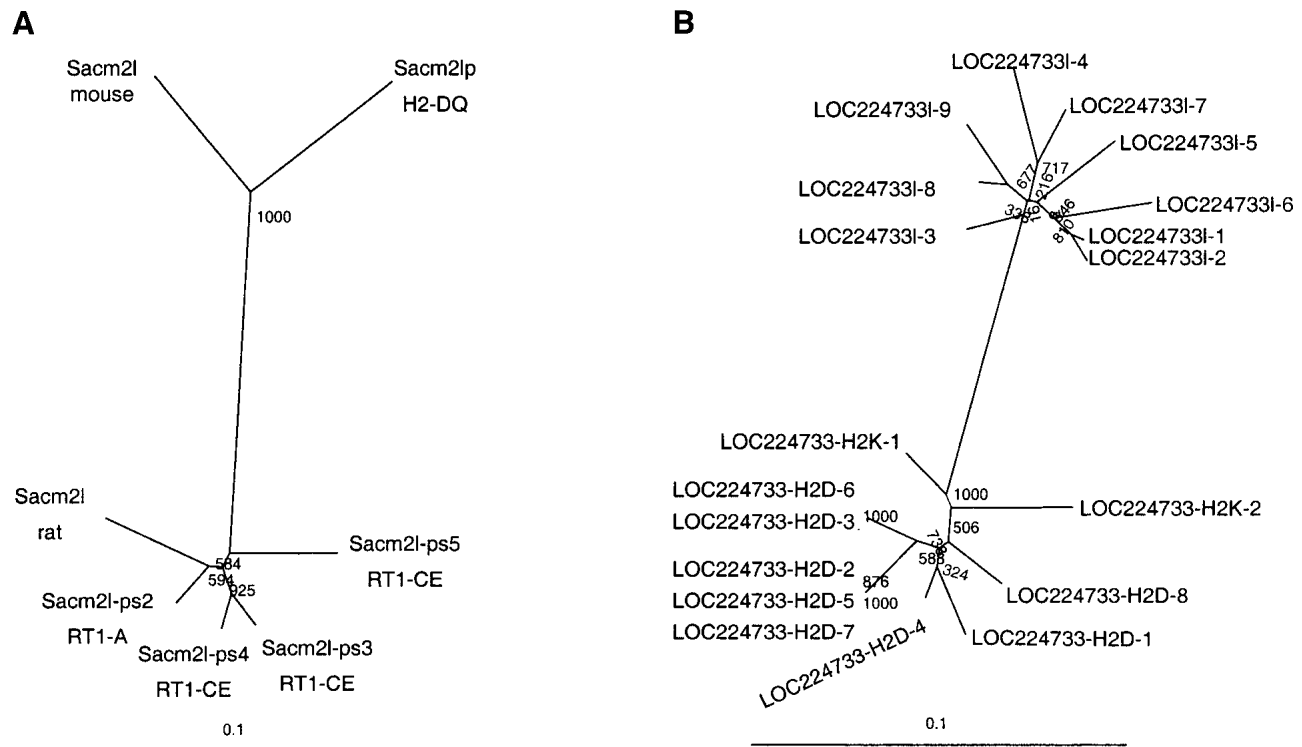 A
Sacm2l
mouse
Sacm2lp
H2-DQ
1000
Sacm2l
rat
584
594
925
Sacm2l-ps5
RT1-CE
Sacm2l-ps2
RT1-A
Sacm2l-ps4
RT1-CE
Sacm2l-ps3
RT1-CE
0.1
B
LOC224733l-4
LOC224733l-9
LOC224733l-7
LOC224733l-5
677
717
216
LOC224733l-8
LOC224733l-6
LOC224733l-3
810
LOC224733l-1
LOC224733l-2
LOC224733-H2K-1
1000
LOC224733-H2K-2
LOC224733-H2D-6
1000
LOC224733-H2D-3
506
588
324
LOC224733-H2D-2
876
LOC224733-H2D-5
1000
LOC224733-H2D-8
LOC224733-H2D-7
LOC224733-H2D-4
LOC224733-H2D-1
0.1